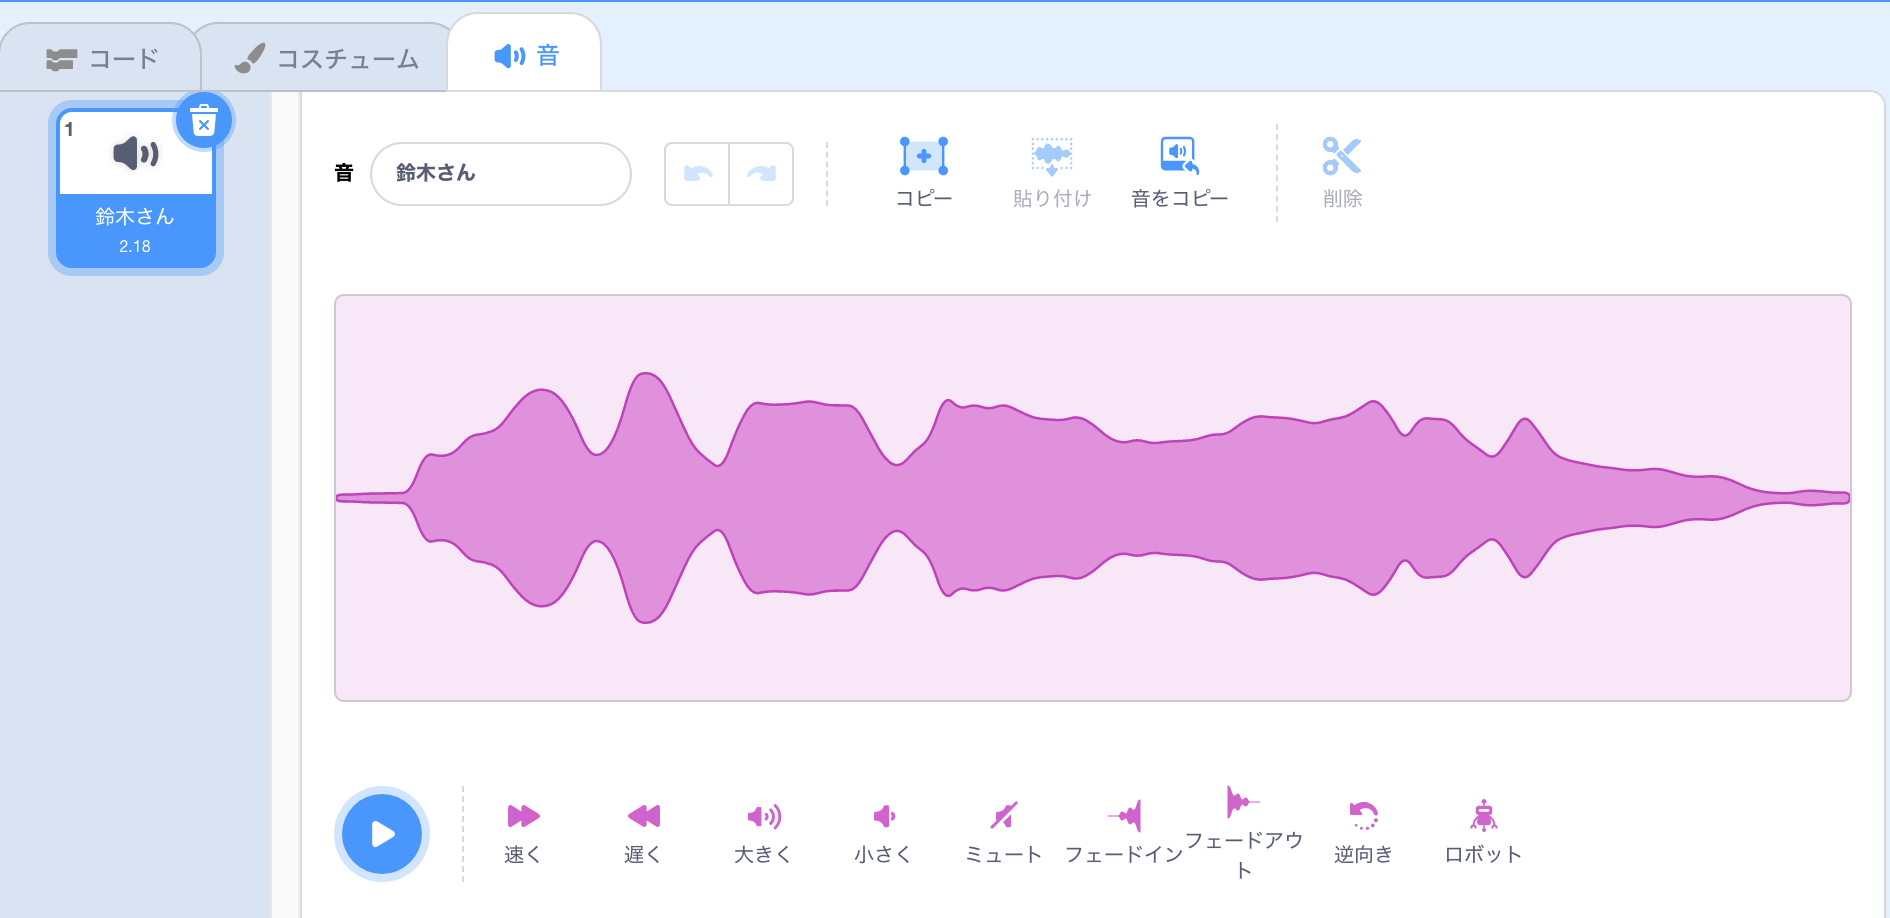 コード
コスチューム
音
1
鈴木さん
2.18
音
鈴木さん
コピー
貼り付け
音をコピー
削除
速く
遅く
大きく
小さく
ミュート
フェードイン
フェードアウ
ト
逆向き
ロボット